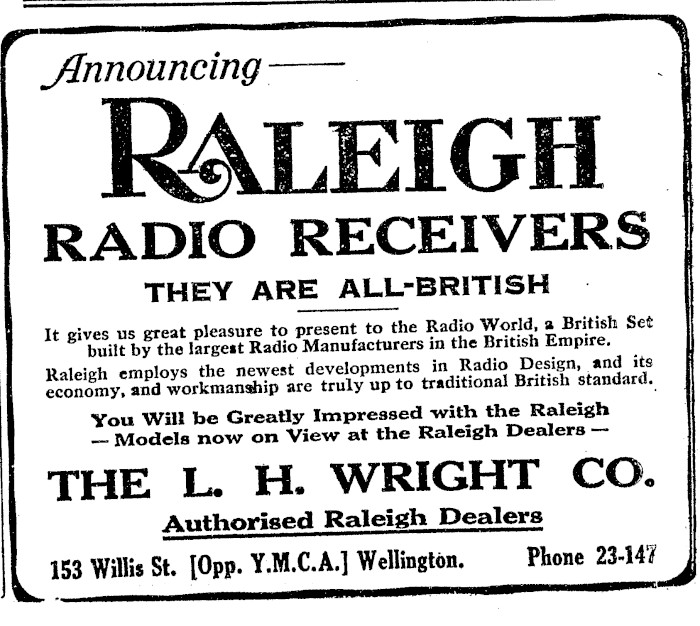 Announcing —
RALEIGH
RADIO RECEIVERS
THEY ARE ALL-BRITISH
It gives us great pleasure to present to the Radio World, a British Set
built by the largest Radio Manufacturers in the British Empire.
Raleigh employs the newest developments in Radio Design, and its
economy, and workmanship are truly up to traditional British standard.
You Will be Greatly Impressed with the Raleigh
— Models now on View at the Raleigh Dealers —
THE L. H. WRIGHT CO.
Authorised Raleigh Dealers
153 Willis St. [Opp. Y.M.C.A.] Wellington. Phone 23-147